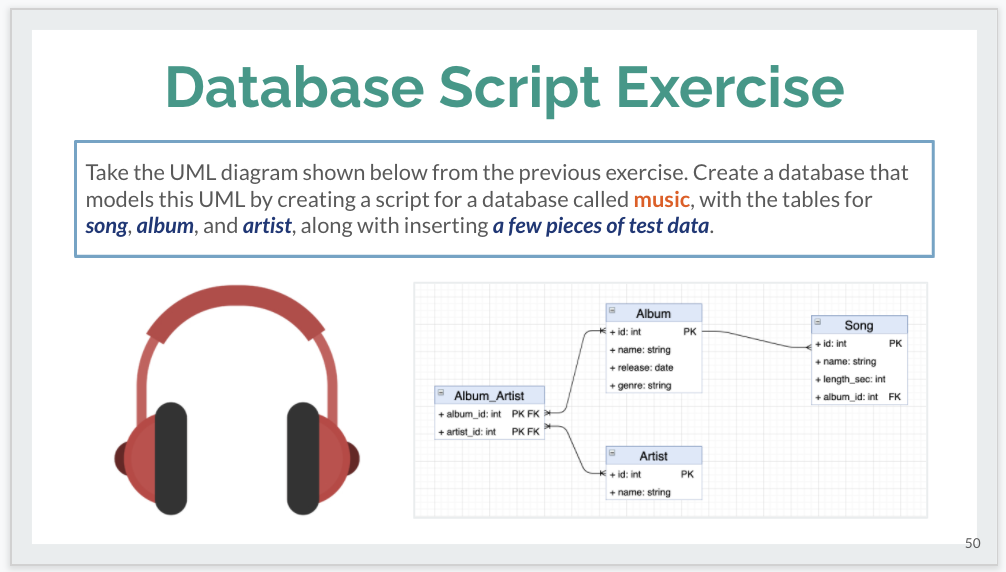 Database Script Exercise
Take the UML diagram shown below from the previous exercise. Create a database that
models this UML by creating a script for a database called music, with the tables for
song, album, and artist, along with inserting a few pieces of test data.
Album
+ id: int PK
+ name: string
+ release: date
+ genre: string
Song
+ id: int PK
+ name: string
+ length_sec: int
+ album_id: int FK
Album_Artist
+ album_id: int PK FK
+ artist_id: int PK FK
Artist
+ id: int PK
+ name: string
50